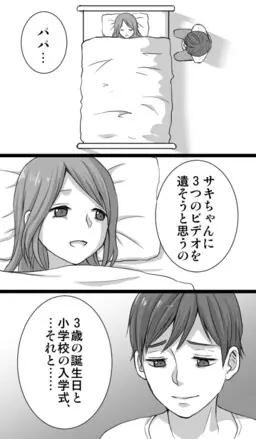 パパ…
サキちゃんに
3つのビデオを
遺そうと思うの
3歳の誕生日と
小学校の入学式、
……それと……